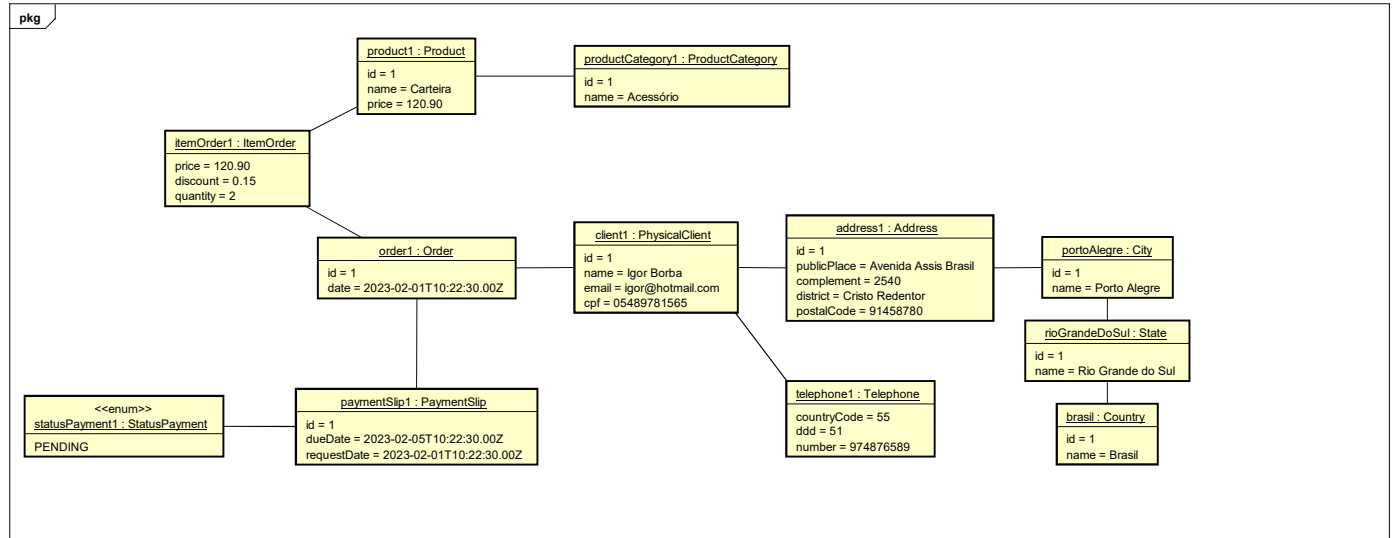 pkg
product1 : Product
id = 1
name = Carteira
price = 120.90
productCategory1 : ProductCategory
id = 1
name = Acessório
itemOrder1 : ItemOrder
price = 120.90
discount = 0.15
quantity = 2
order1 : Order
id = 1
date = 2023-02-01T10:22:30.00Z
client1 : PhysicalClient
id = 1
name = Igor Borba
email = igor@hotmail.com
cpf = 05489781565
address1 : Address
id = 1
publicPlace = Avenida Assis Brasil
complement = 2540
district = Cristo Redentor
postalCode = 91458780
portoAlegre : City
id = 1
name = Porto Alegre
rioGrandeDoSul : State
id = 1
name = Rio Grande do Sul
<<enum>>
statusPayment1 : StatusPayment
PENDING
paymentSlip1 : PaymentSlip
id = 1
dueDate = 2023-02-05T10:22:30.00Z
requestDate = 2023-02-01T10:22:30.00Z
telephone1 : Telephone
countryCode = 55
ddd = 51
number = 974876589
brasil : Country
id = 1
name = Brasil